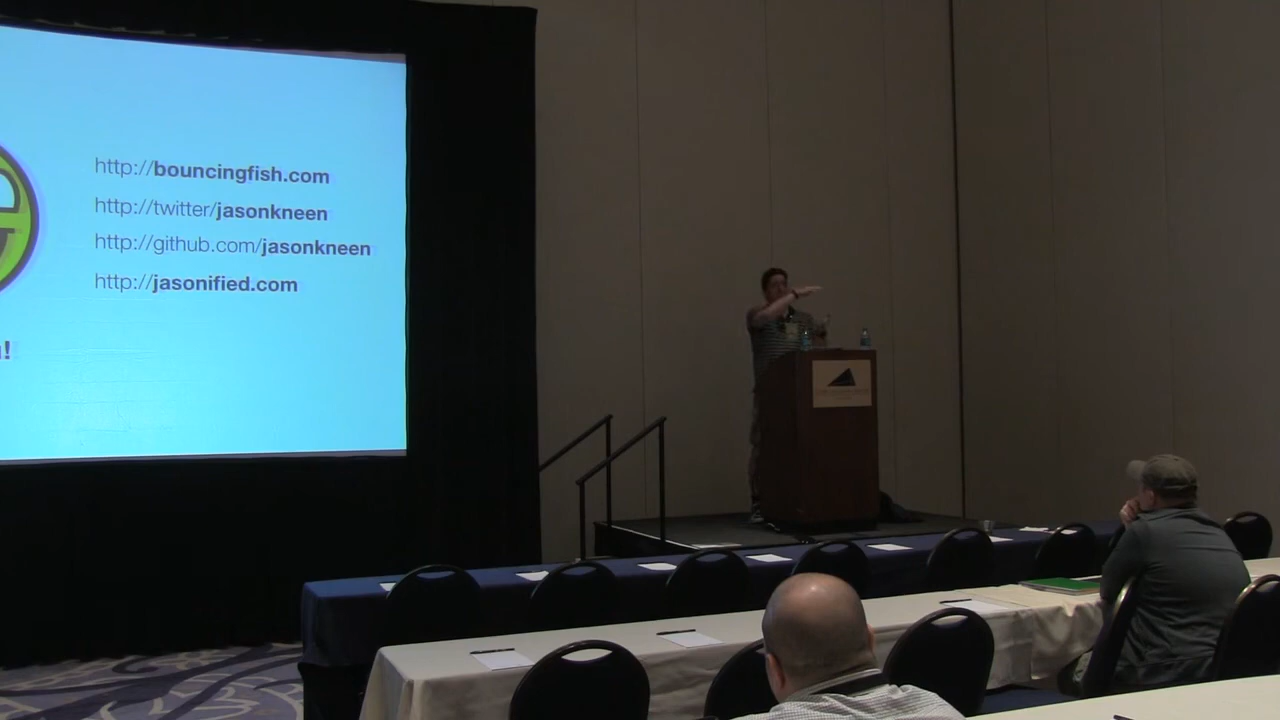 http://bouncingfish.com
http://twitter/jasonkneen
http://github.com/jasonkneen
http://jasonified.com
!